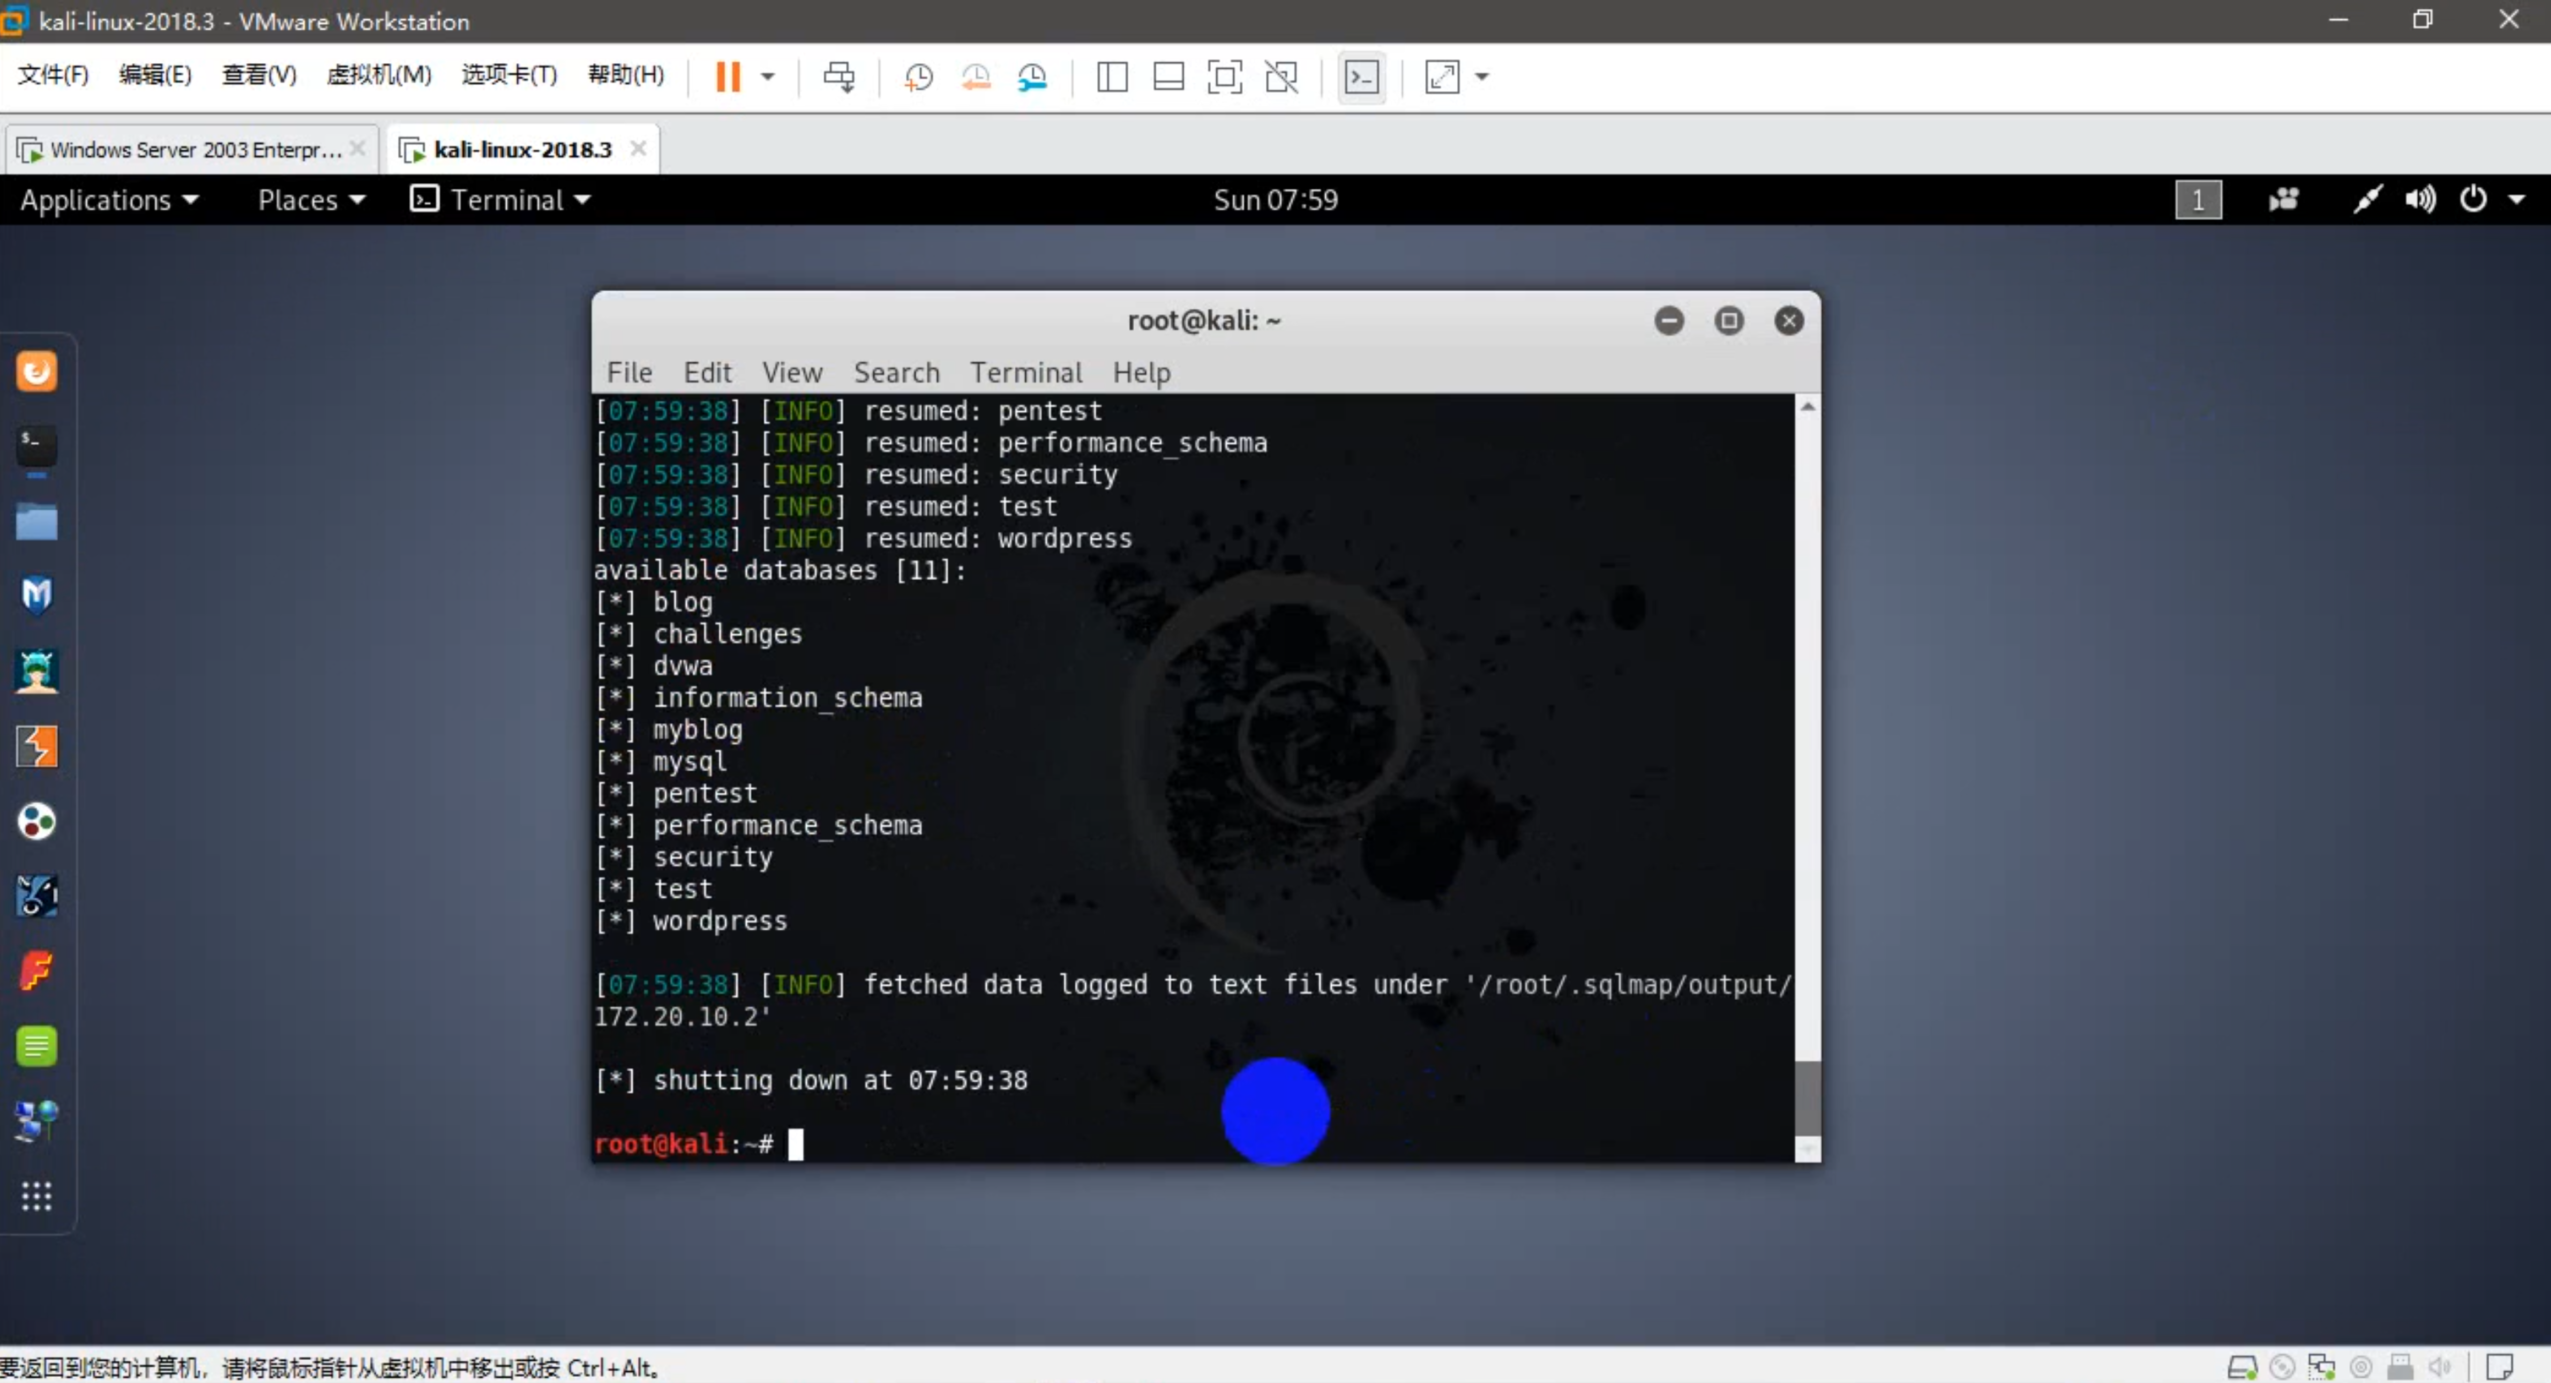 kali-linux-2018.3 - VMware Workstation
文件(F) 编辑(E) 查看(V) 虚拟机(M) 选项卡(T) 帮助(H)
Windows Server 2003 Enterpr... kali-linux-2018.3
Applications Places Terminal Sun 07:59 1
root@kali: ~
File Edit View Search Terminal Help
[07:59:38] [INFO] resumed: pentest
[07:59:38] [INFO] resumed: performance_schema
[07:59:38] [INFO] resumed: security
[07:59:38] [INFO] resumed: test
[07:59:38] [INFO] resumed: wordpress
available databases [11]:
[*] blog
[*] challenges
[*] dvwa
[*] information_schema
[*] myblog
[*] mysql
[*] pentest
[*] performance_schema
[*] security
[*] test
[*] wordpress
[07:59:38] [INFO] fetched data logged to text files under '/root/.sqlmap/output/
172.20.10.2'
[*] shutting down at 07:59:38
root@kali:~#
要返回到您的计算机，请将鼠标指针从虚拟机中移出或按 Ctrl+Alt。